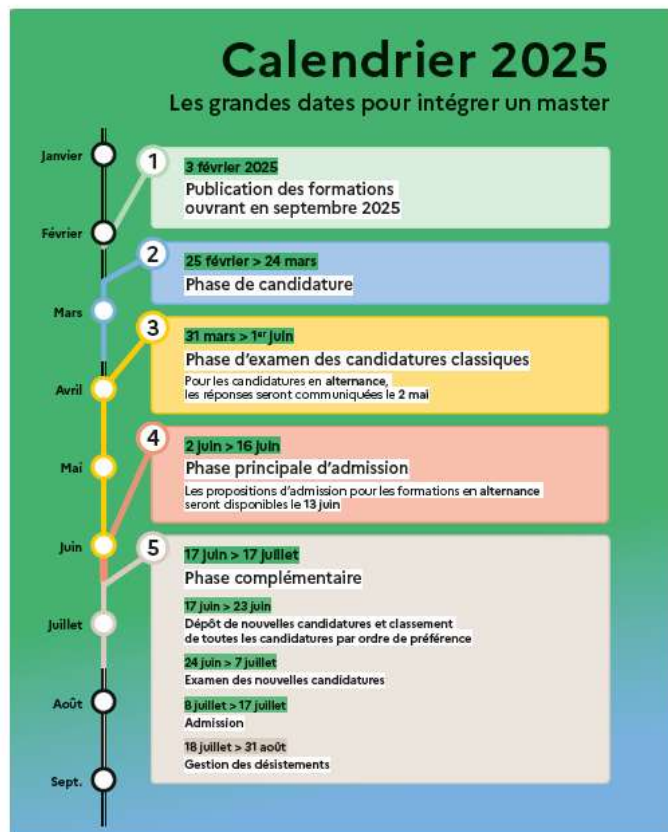 Calendrier 2025
Les grandes dates pour intégrer un master
Janvier
Février
Mars
Avril
Mai
Juin
Juillet
Août
Sept.
1
3 février 2025
Publication des formations
ouvrant en septembre 2025
2
25 février > 24 mars
Phase de candidature
3
31 mars > 1er juin
Phase d'examen des candidatures classiques
Pour les candidatures en alternance,
les réponses seront communiquées le 2 mai
4
2 juin > 16 juin
Phase principale d'admission
Les propositions d'admission pour les formations en alternance
seront disponibles le 13 juin
5
17 juin > 17 juillet
Phase complémentaire
17 juin > 23 juin
Dépôt de nouvelles candidatures et classement
de toutes les candidatures par ordre de préférence
24 juin > 7 juillet
Examen des nouvelles candidatures
8 juillet > 17 juillet
Admission
18 juillet > 31 août
Gestion des désistements